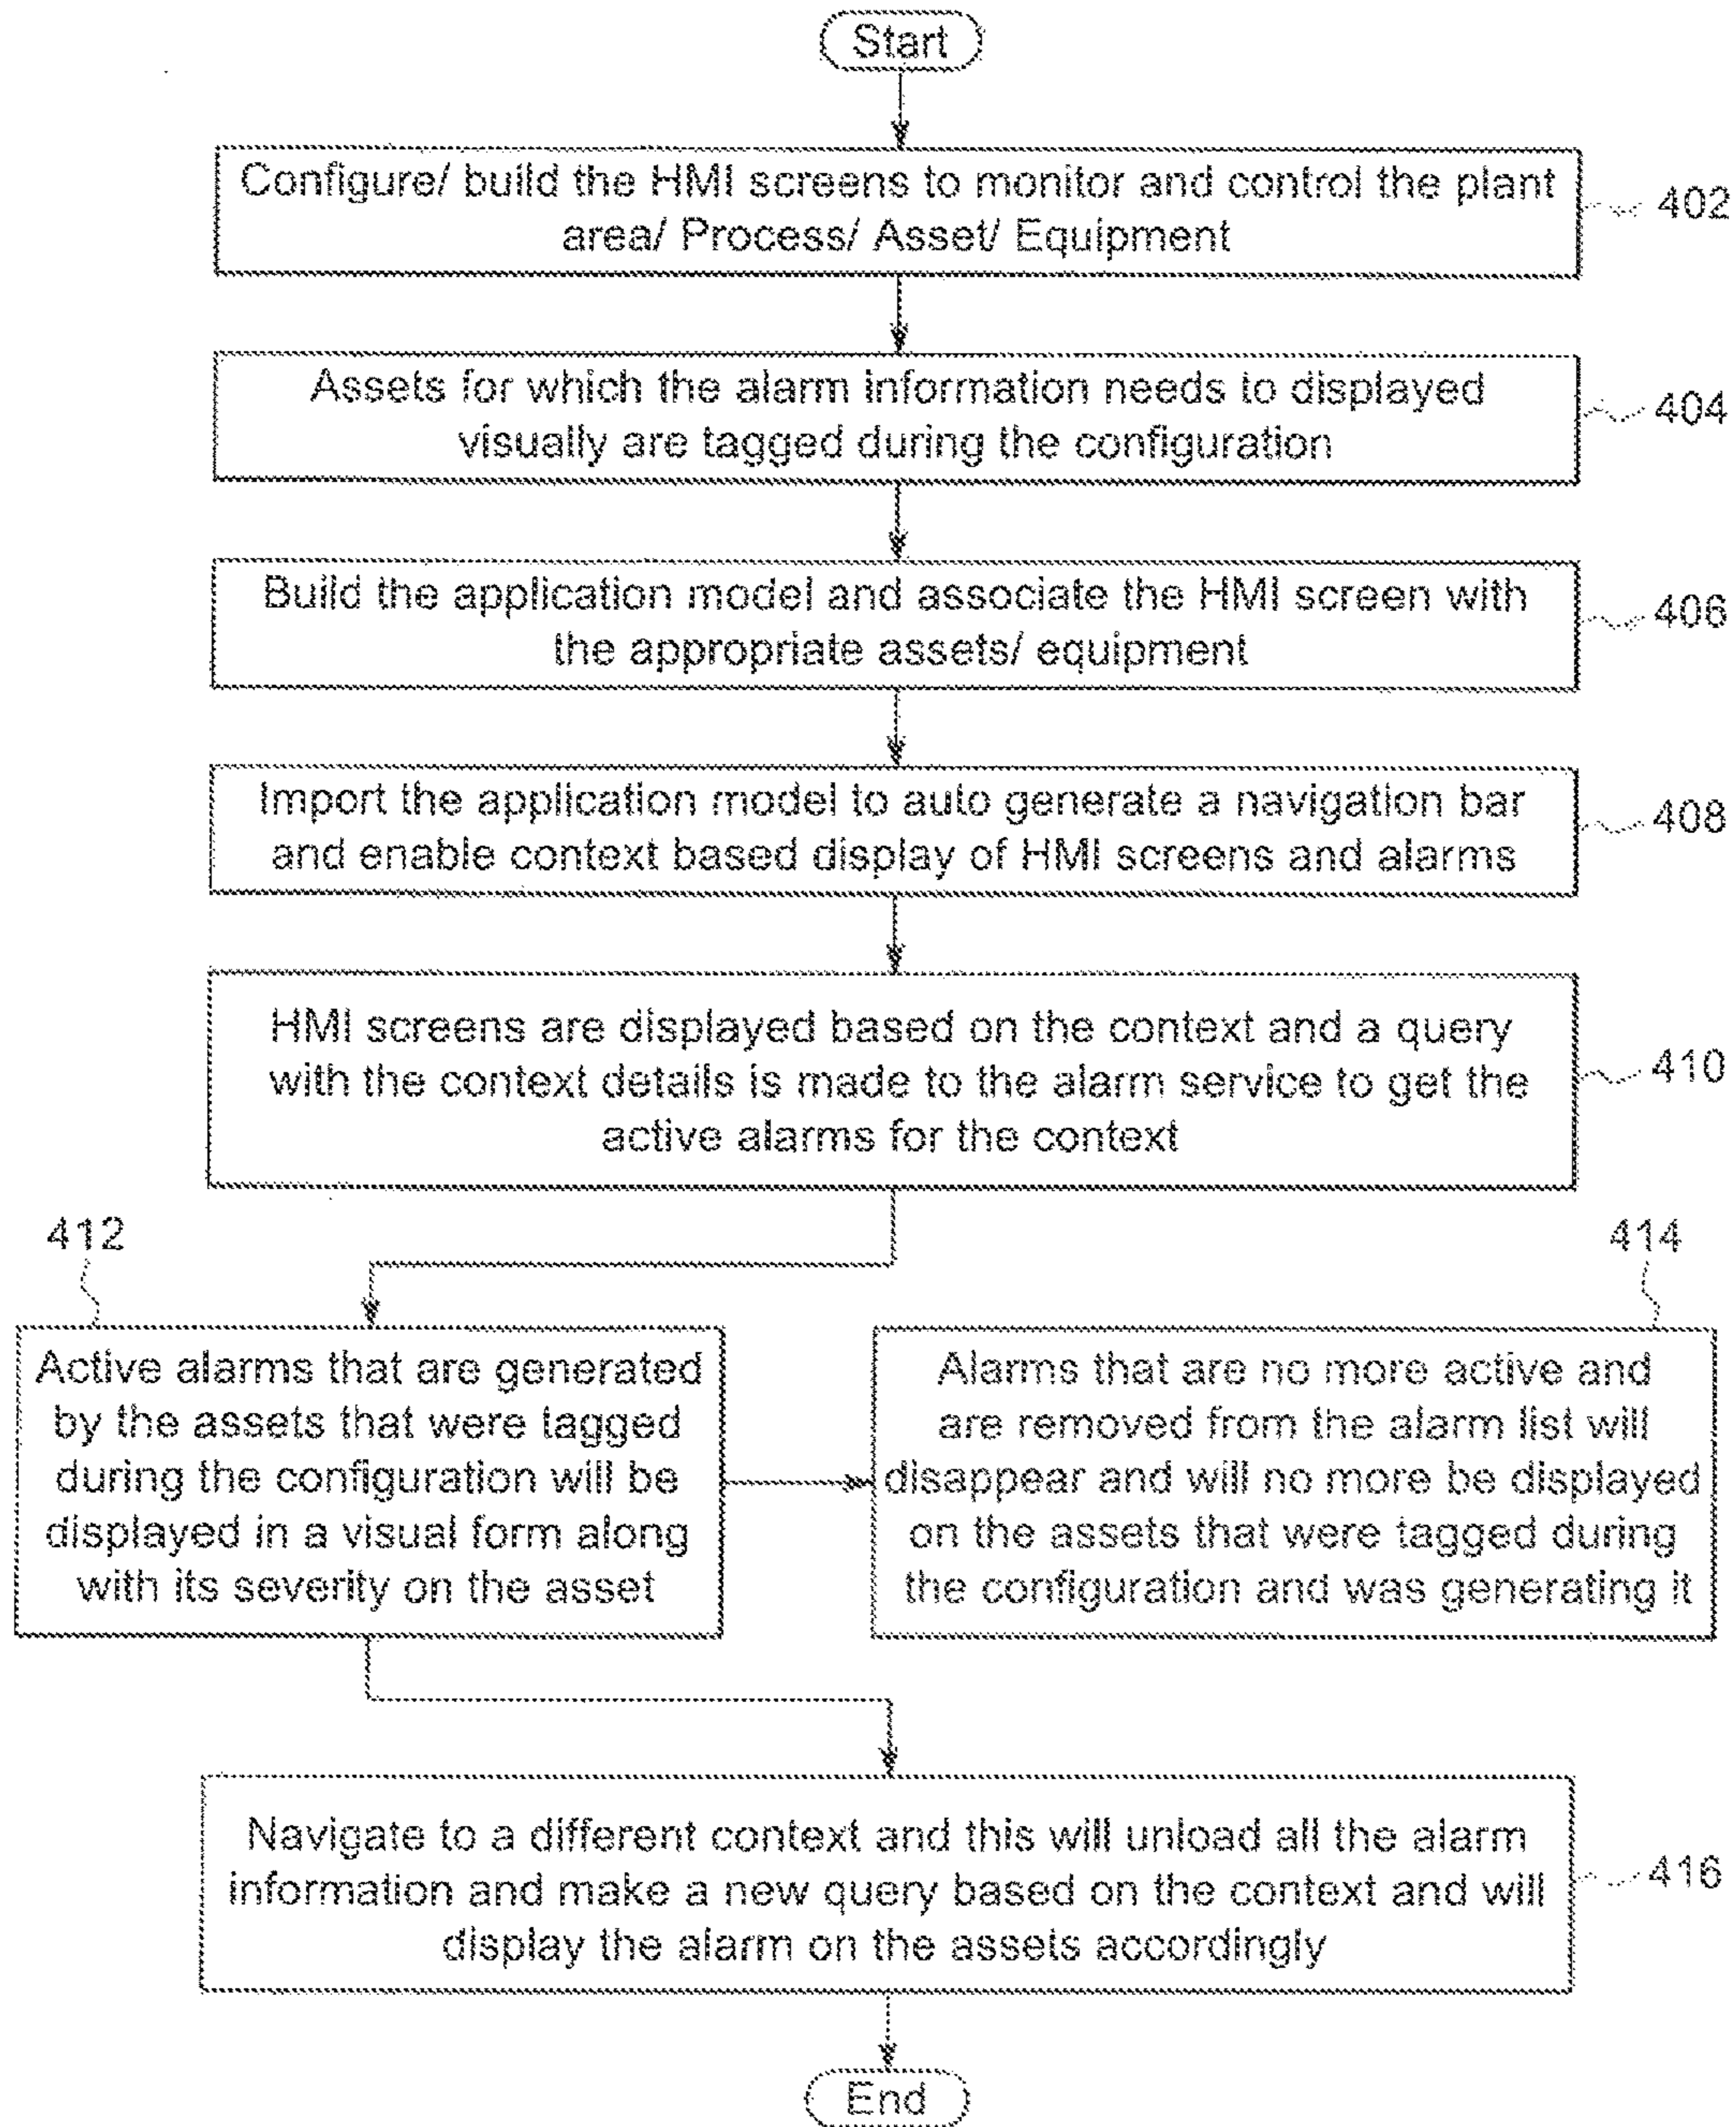 Start
Configure/ build the HMI screens to monitor and control the plant
area/ Process/ Asset/ Equipment
402
Assets for which the alarm information needs to displayed
visually are tagged during the configuration
404
Build the application model and associate the HMI screen with
the appropriate assets/ equipment
406
Import the application model to auto generate a navigation bar
and enable context based display of HMI screens and alarms
408
HMI screens are displayed based on the context and a query
with the context details is made to the alarm service to get the
active alarms for the context
410
412
Active alarms that are generated
by the assets that were tagged
during the configuration will be
displayed in a visual form along
with its severity on the asset
414
Alarms that are no more active and
are removed from the alarm list will
disappear and will no more be displayed
on the assets that were tagged during
the configuration and was generating it
Navigate to a different context and this will unload all the alarm
information and make a new query based on the context and will
display the alarm on the assets accordingly
416
End